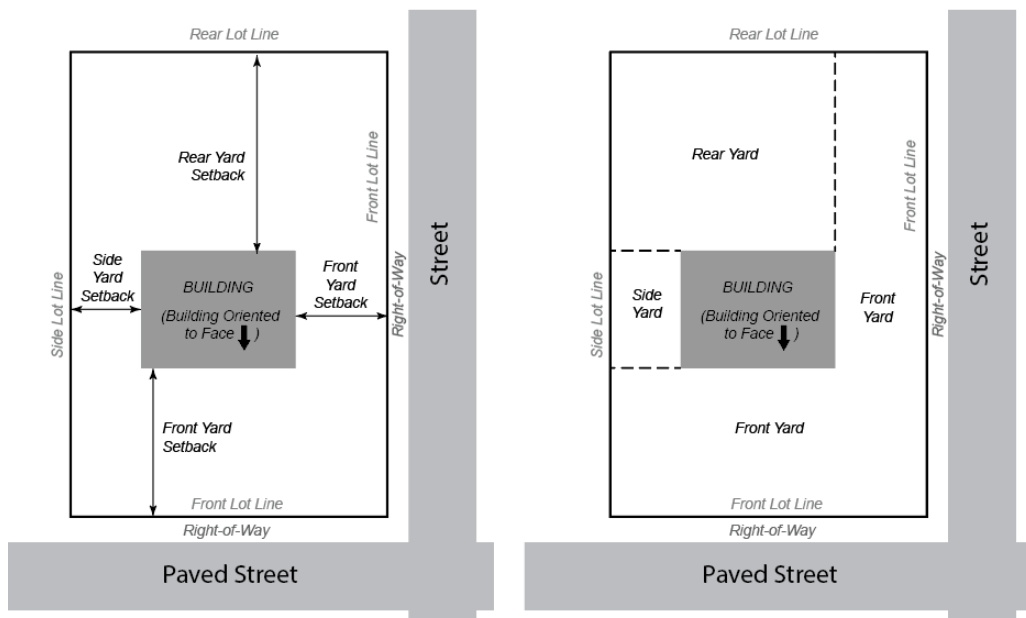 Rear Lot Line
Rear Yard
Setback
Front Lot Line
Street
Side
Yard
Setback
BUILDING
(Building Oriented
to Face )
Front
Yard
Setback
Side Lot Line
Right-of-Way
Front Yard
Setback
Front Lot Line
Right-of-Way
Paved Street
Rear Lot Line
Rear Yard
Front Lot Line
Street
Side
Yard
BUILDING
(Building Oriented
to Face )
Front
Yard
Side Lot Line
Right-of-Way
Front Yard
Front Lot Line
Right-of-Way
Paved Street